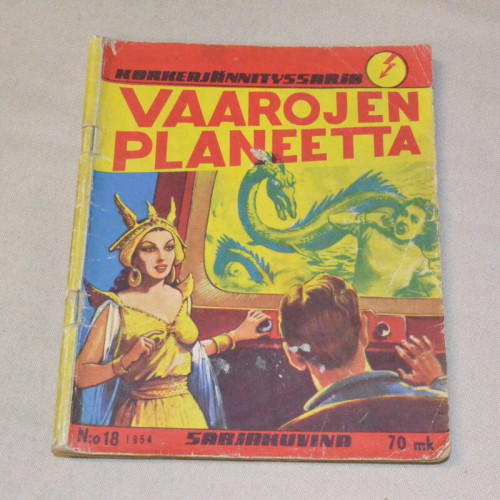 KORKEAJÄNNITYSSARJA
VAAROJEN
PLANEETTA
N:o 18 1954 SARJAKUVINA 70 mk